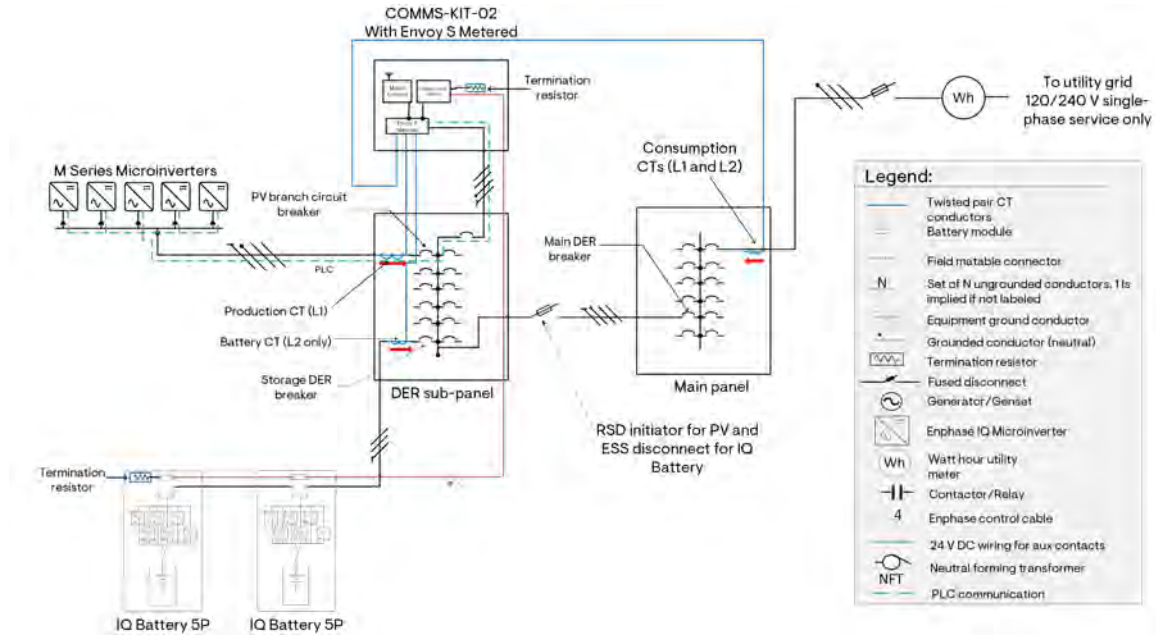 COMMS-KIT-02
With Envoy S Metered
Termination
resistor
To utility grid
120/240 V single-
phase service only
Wh
Consumption
CTs (L1 and L2)
M Series Microinverters
PV branch circuit
breaker
Main DER
breaker
PLC
Production CT (L1)
Battery CT (L2 only)
Storage DER
breaker
DER sub-panel
Main panel
RSD initiator for PV and
ESS disconnect for IQ
Battery
Termination
resistor
IQ Battery 5P
IQ Battery 5P
Legend:
Twisted pair CT
conductors
Battery module
Field matable connector
N
Set of N ungrounded conductors, 1 Is
implied if not labeled
Equipment ground conductor
Grounded conductor (neutral)
Termination resistor
Fused disconnect
Generator/Genset
Enphase IQ Microinverter
Wh
Watt hour utility
meter
Contactor/Relay
4
Enphase control cable
24 V DC wiring for aux contacts
NFT
Neutral forming transformer
PLC communication